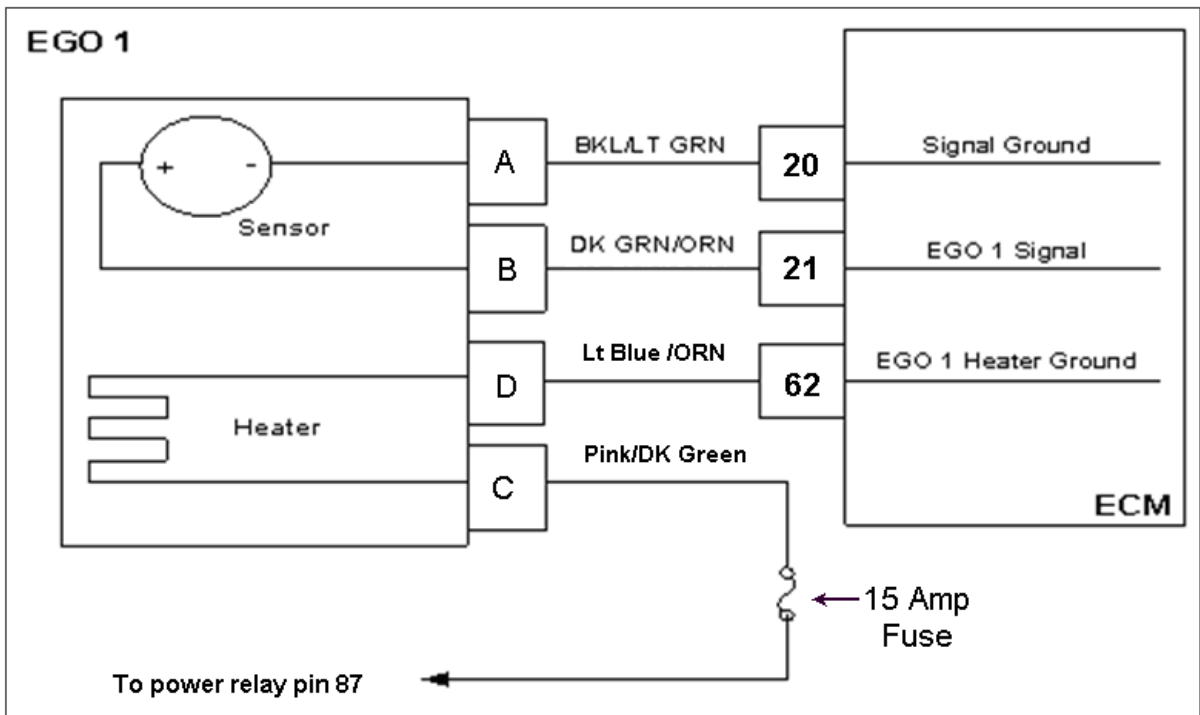 EGO 1
+ -
Sensor
Heater
A
B
D
C
BKL/LT GRN
DK GRN/ORN
Lt Blue /ORN
Pink/DK Green
20
21
62
Signal Ground
EGO 1 Signal
EGO 1 Heater Ground
ECM
15 Amp
Fuse
To power relay pin 87